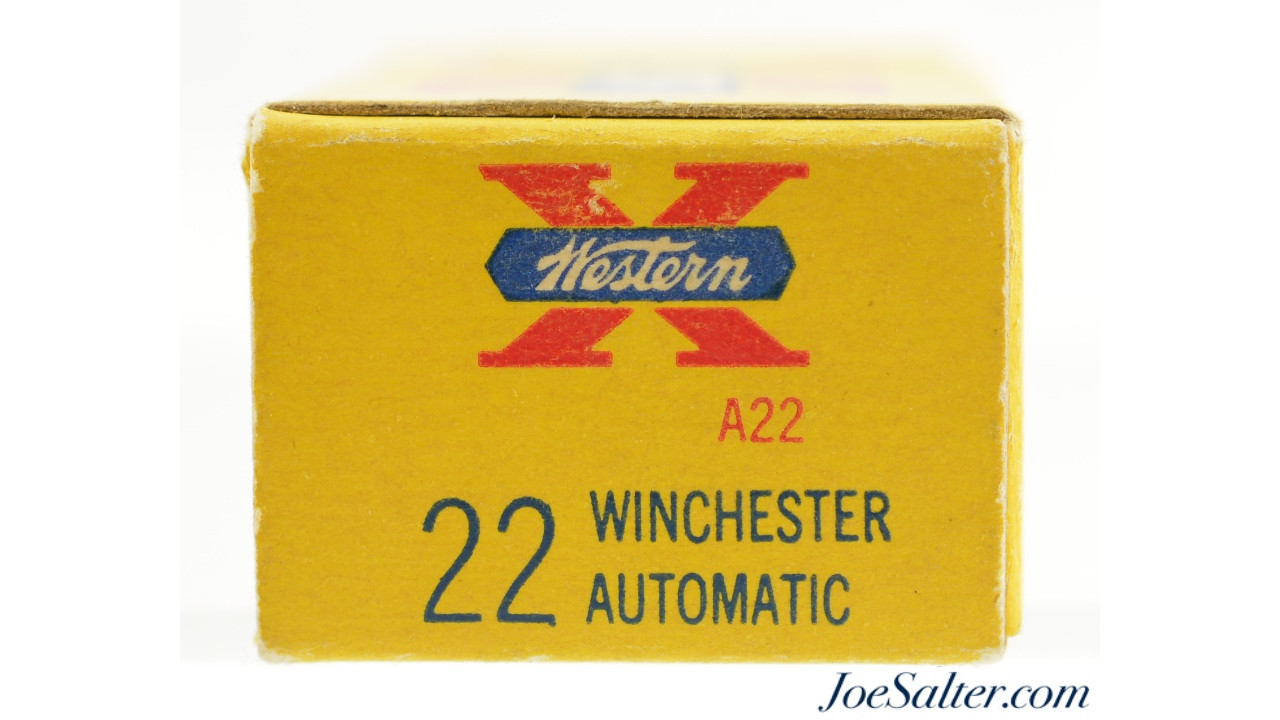 Western
A22
22 WINCHESTER
AUTOMATIC
JoeSalter.com